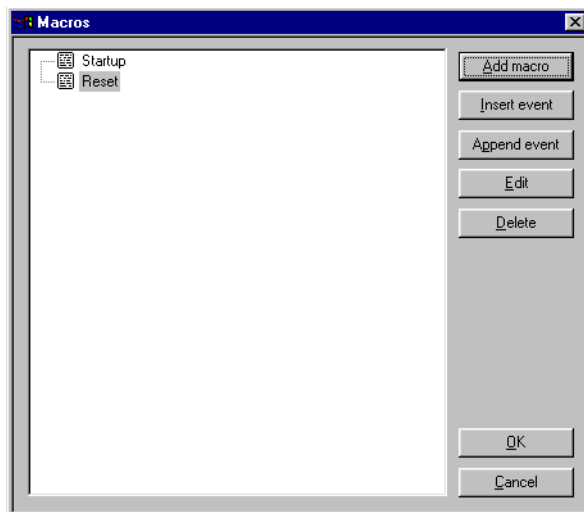 Macros
Startup
Reset
Add macro
Insert event
Append event
Edit
Delete
OK
Cancel